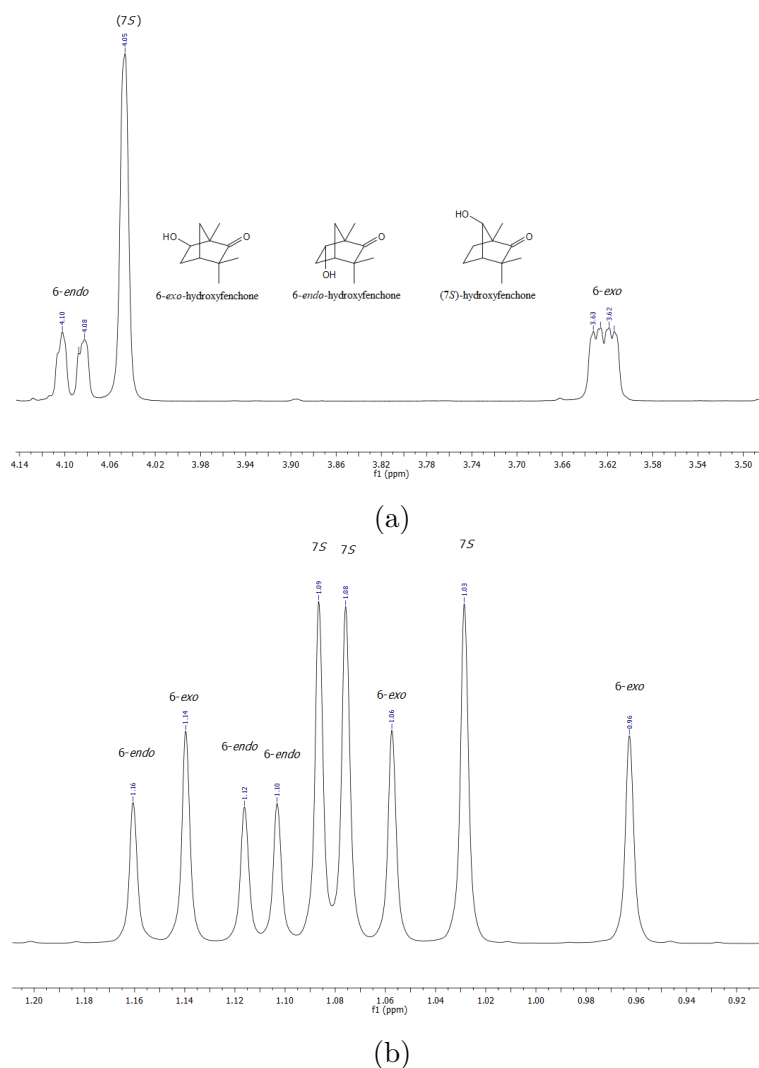 (7S)
4.05
6-endo
4.10
4.08
HO
O
O
OH
HO
O
6-exo-hydroxyfenchone
6-endo-hydroxyfenchone
(7S)-hydroxyfenchone
6-exo
3.63
3.62
4.14 4.10 4.06 4.02 3.98 3.94 3.90 3.86 3.82 3.78 3.74 3.70 3.66 3.62 3.58 3.54 3.50
f1 (ppm)
(a)
7S 7S 7S
1.09 1.08 1.03
6-exo 6-exo 6-exo
1.14 1.06 0.96
6-endo 6-endo 6-endo
1.16 1.12 1.10
1.20 1.18 1.16 1.14 1.12 1.10 1.08 1.06 1.04 1.02 1.00 0.98 0.96 0.94 0.92
f1 (ppm)
(b)